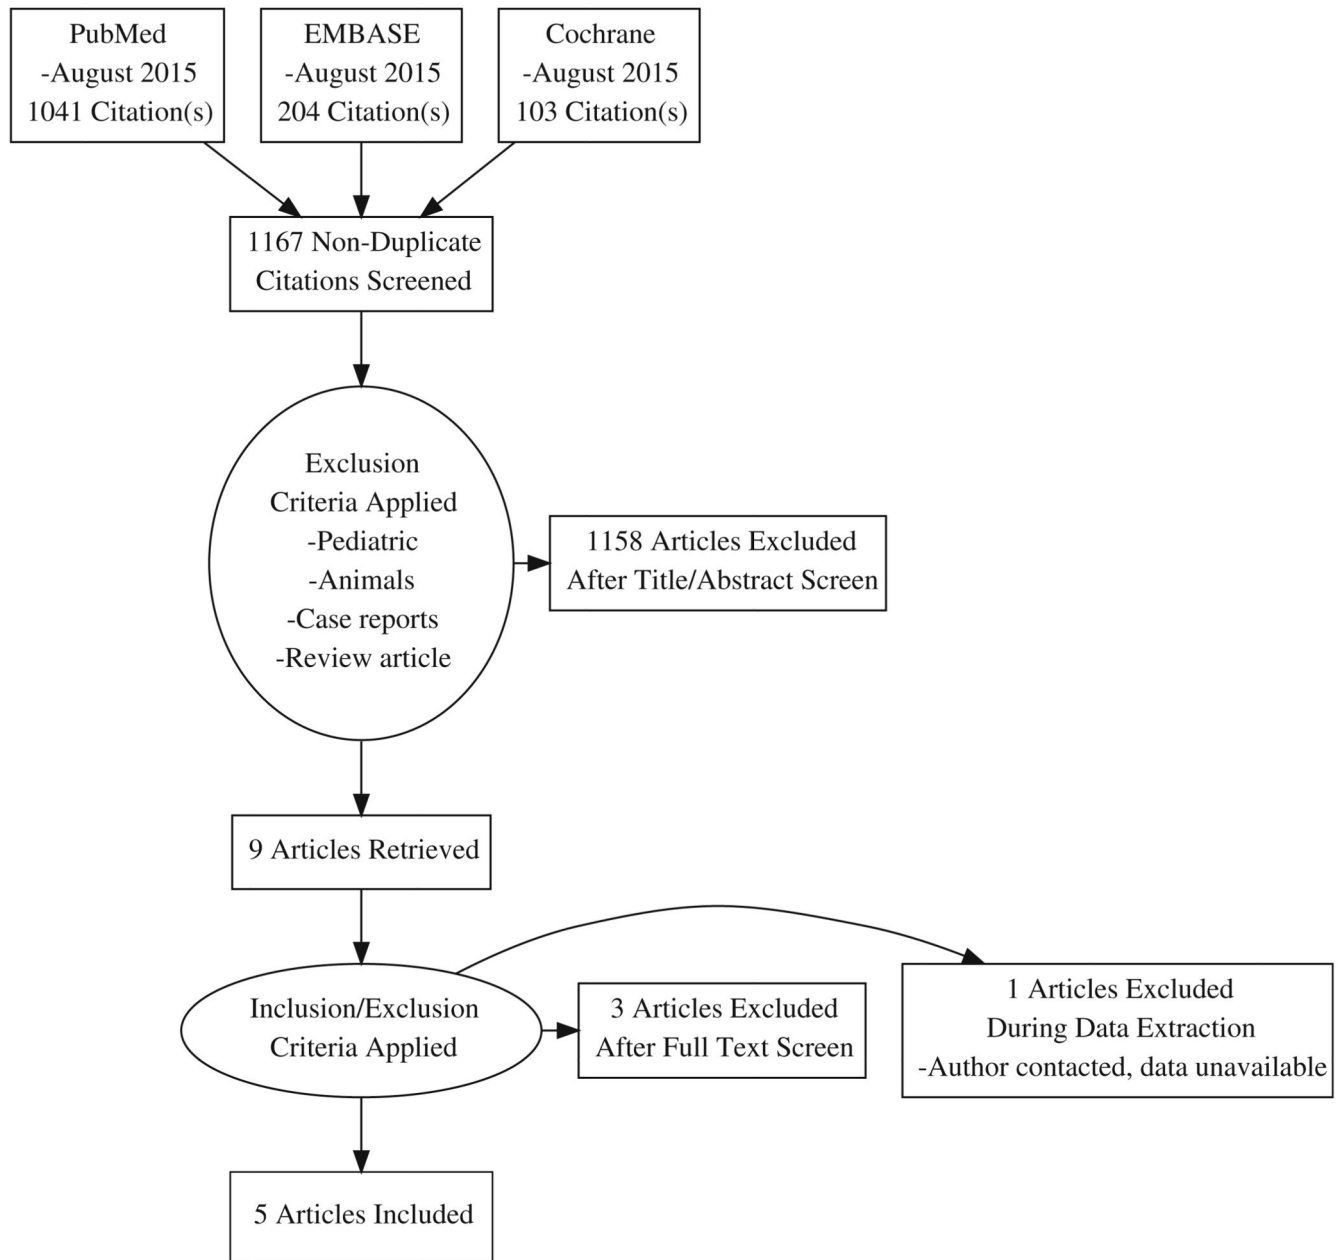 PubMed
-August 2015
1041 Citation(s)
EMBASE
-August 2015
204 Citation(s)
Cochrane
-August 2015
103 Citation(s)
1167 Non-Duplicate
Citations Screened
Exclusion
Criteria Applied
-Pediatric
-Animals
-Case reports
-Review article
1158 Articles Excluded
After Title/Abstract Screen
9 Articles Retrieved
Inclusion/Exclusion
Criteria Applied
3 Articles Excluded
After Full Text Screen
1 Articles Excluded
During Data Extraction
-Author contacted, data unavailable
5 Articles Included